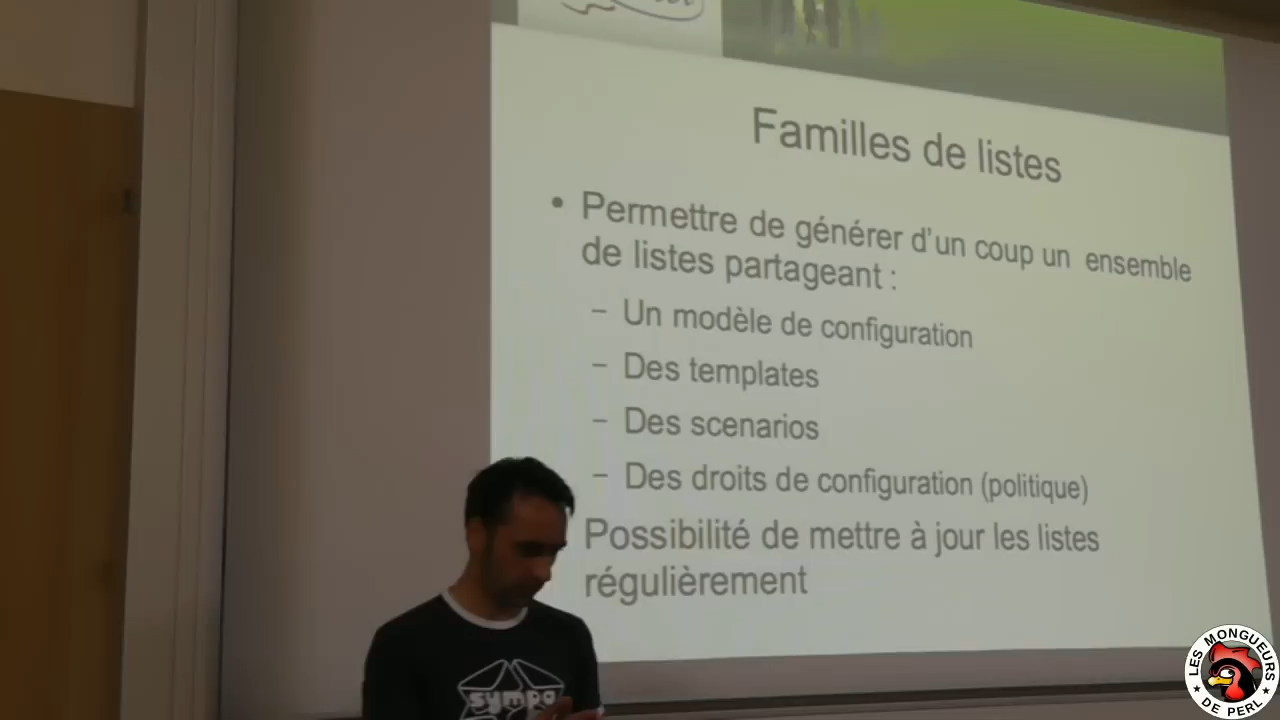 Familles de listes
• Permettre de générer d'un coup un ensemble
de listes partageant :
– Un modèle de configuration
– Des templates
– Des scenarios
– Des droits de configuration (politique)
Possibilité de mettre à jour les listes
régulièrement
sympa
LES MONGUEURS
★ DE PERL ★